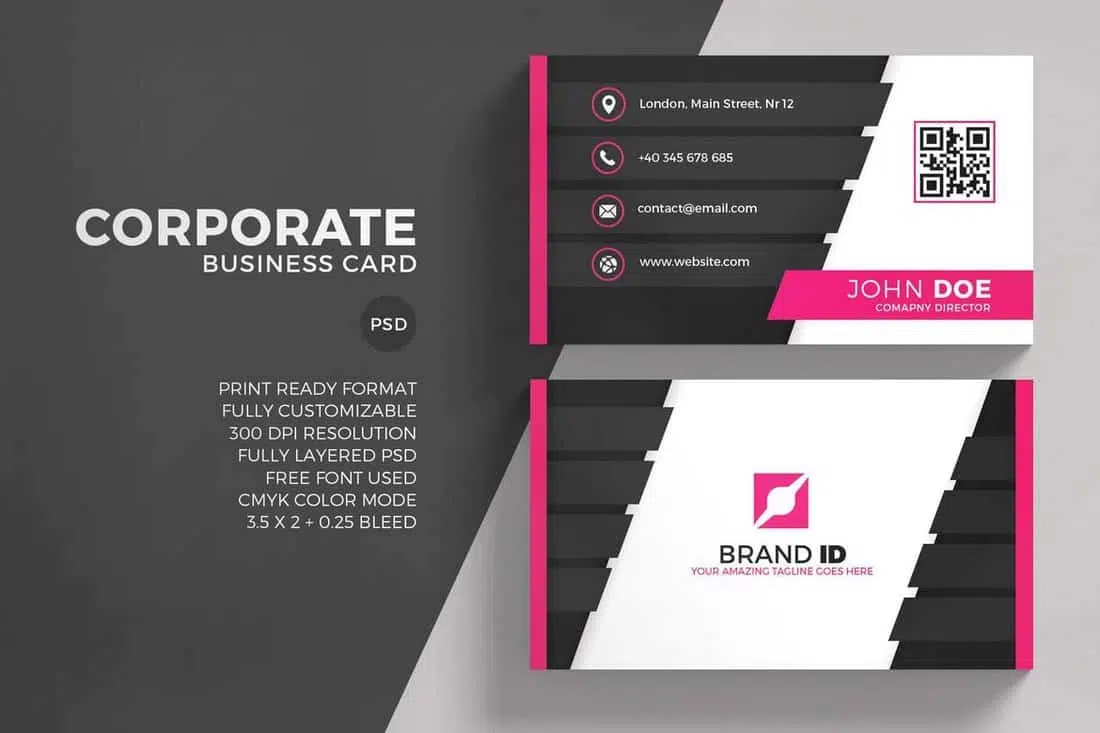 CORPORATE
BUSINESS CARD
PSD
PRINT READY FORMAT
FULLY CUSTOMIZABLE
300 DPI RESOLUTION
FULLY LAYERED PSD
FREE FONT USED
CMYK COLOR MODE
3.5 X 2 + 0.25 BLEED
London, Main Street, Nr 12
+40 345 678 685
contact@email.com
www.website.com
JOHN DOE
COMAPNY DIRECTOR
BRAND ID
YOUR AMAZING TAGLINE GOES HERE